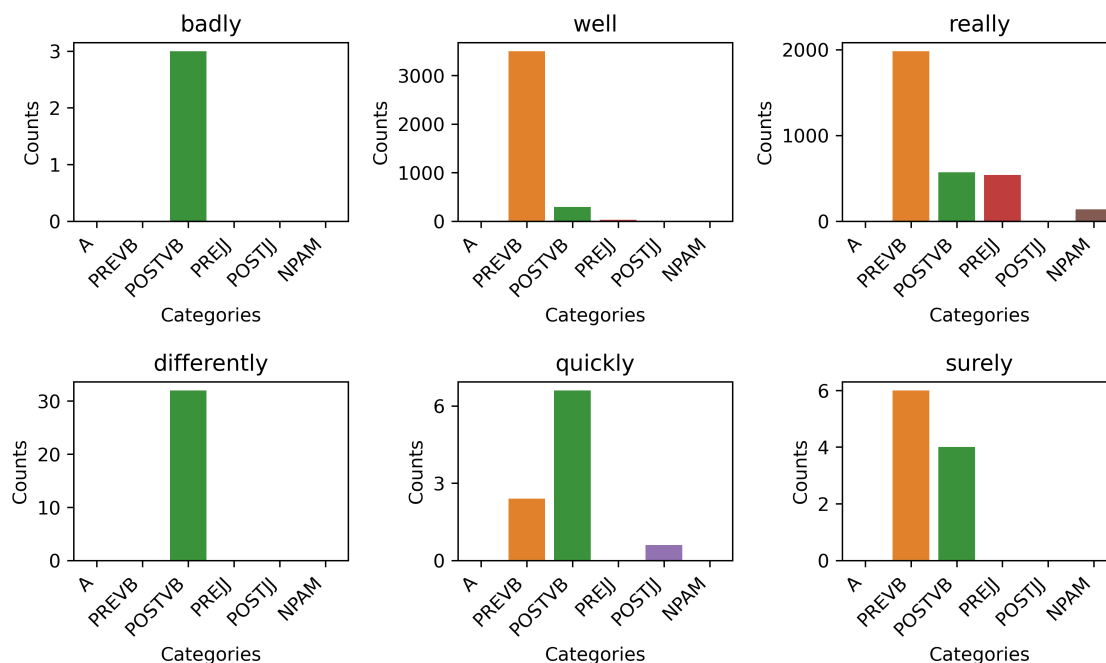 badly
well
really
Counts
3
2
1
0
Counts
3000
2000
1000
0
Counts
2000
1000
0
A
PREVB
POSTVB
PREJJ
POSTJJ
NPAM
A
PREVB
POSTVB
PREJJ
POSTJJ
NPAM
A
PREVB
POSTVB
PREJJ
POSTJJ
NPAM
Categories
Categories
Categories
differently
quickly
surely
Counts
30
20
10
0
Counts
6
3
0
Counts
6
4
2
0
A
PREVB
POSTVB
PREJJ
POSTJJ
NPAM
A
PREVB
POSTVB
PREJJ
POSTJJ
NPAM
A
PREVB
POSTVB
PREJJ
POSTJJ
NPAM
Categories
Categories
Categories